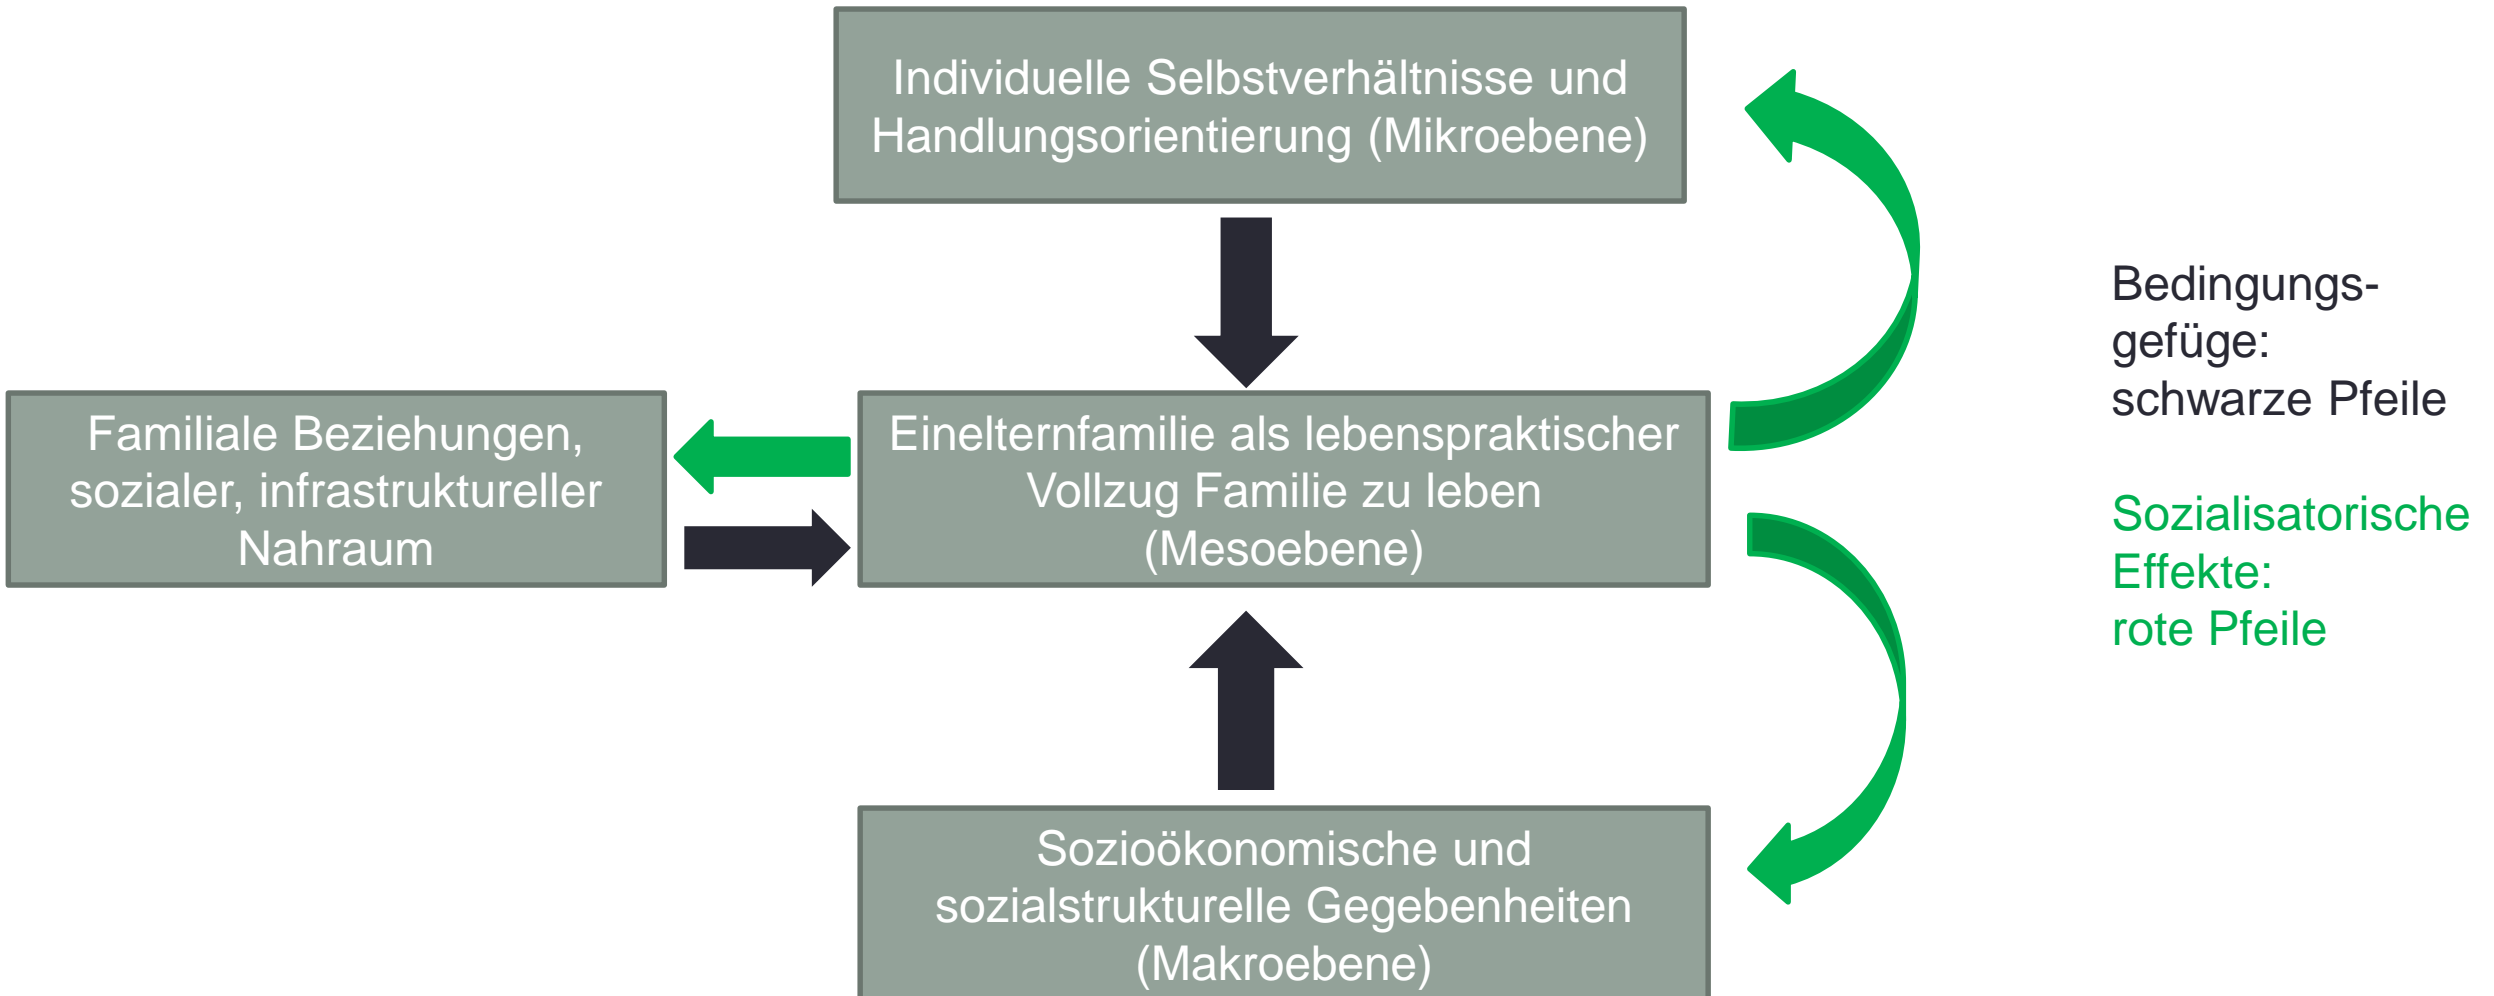 Individuelle Selbstverhältnisse und
Handlungsorientierung (Mikroebene)
Familiale Beziehungen,
sozialer, infrastruktureller
Nahraum
Einelternfamilie als lebenspraktischer
Vollzug Familie zu leben
(Mesoebene)
Sozioökonomische und
sozialstrukturelle Gegebenheiten
(Makroebene)
Bedingungs-
gefüge:
schwarze Pfeile
Sozialisatorische
Effekte:
rote Pfeile